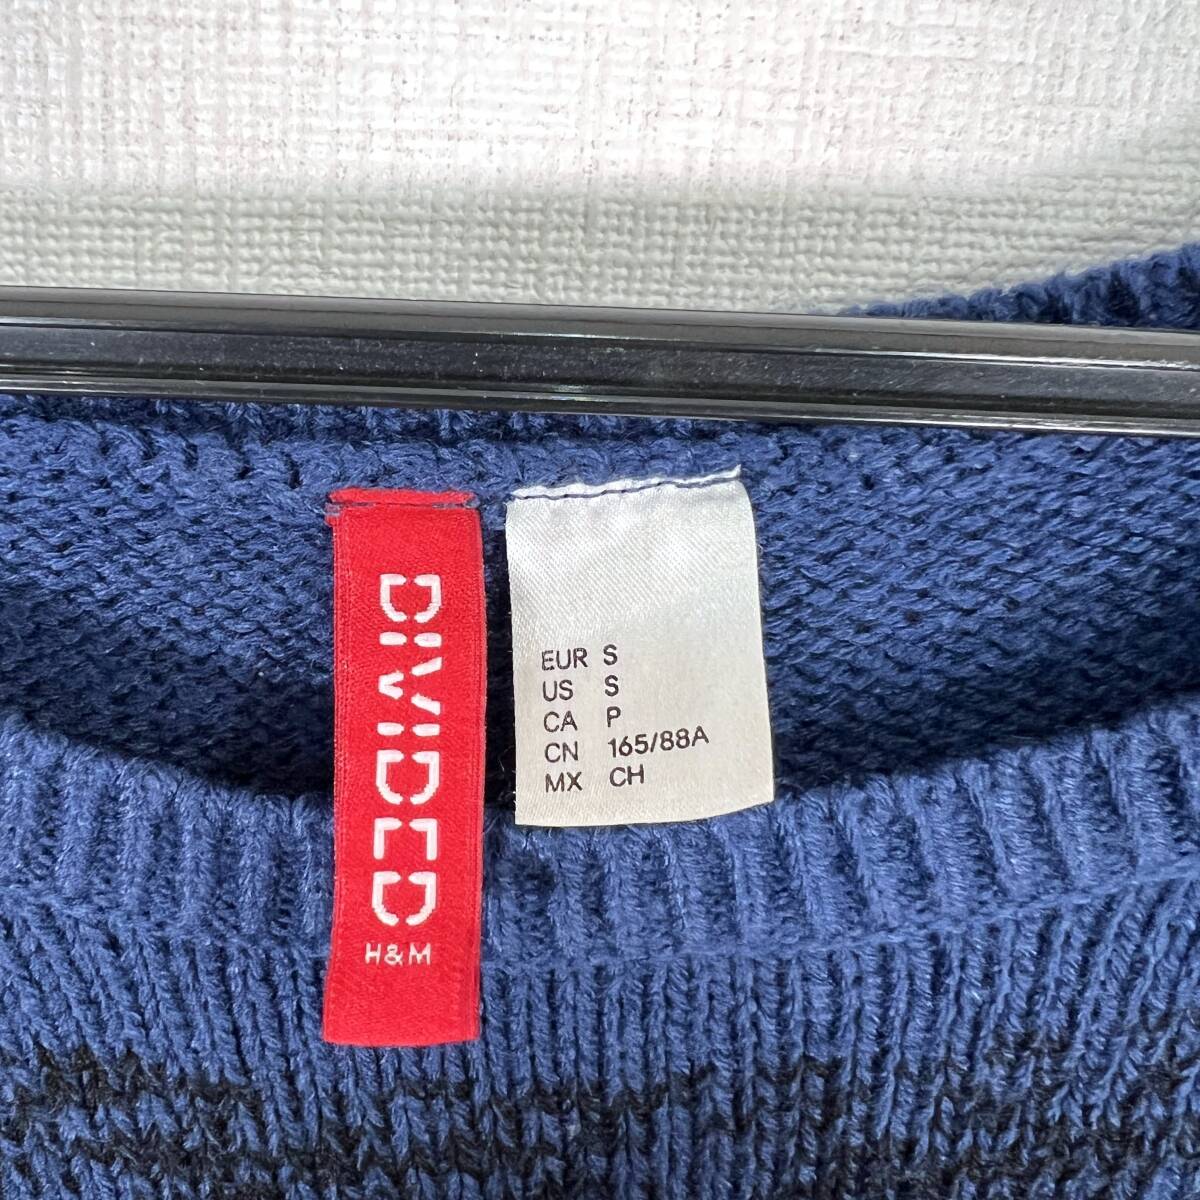 DIVIDED
H&M
EUR S
US S
CA P
CN 165/88A
MX CH